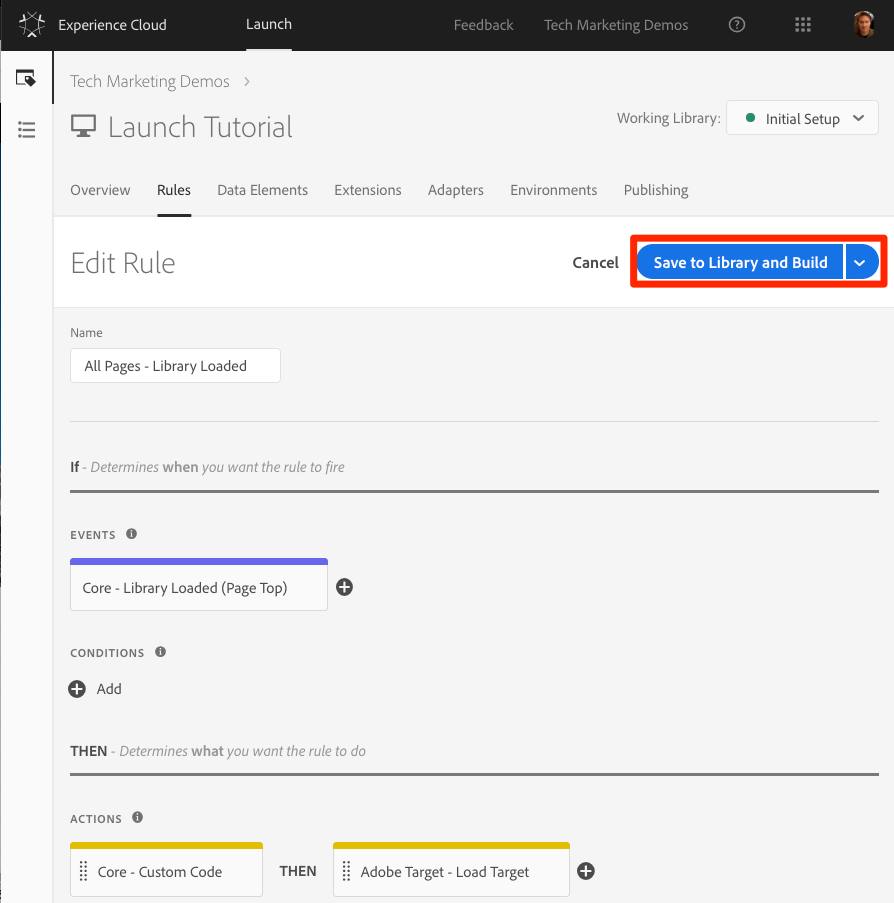 Experience Cloud Launch Feedback Tech Marketing Demos
Tech Marketing Demos
Launch Tutorial
Working Library: Initial Setup
Overview Rules Data Elements Extensions Adapters Environments Publishing
Edit Rule Cancel Save to Library and Build
Name
All Pages - Library Loaded
If - Determines when you want the rule to fire
EVENTS
Core - Library Loaded (Page Top)
CONDITIONS
Add
THEN - Determines what you want the rule to do
ACTIONS
Core - Custom Code THEN Adobe Target - Load Target